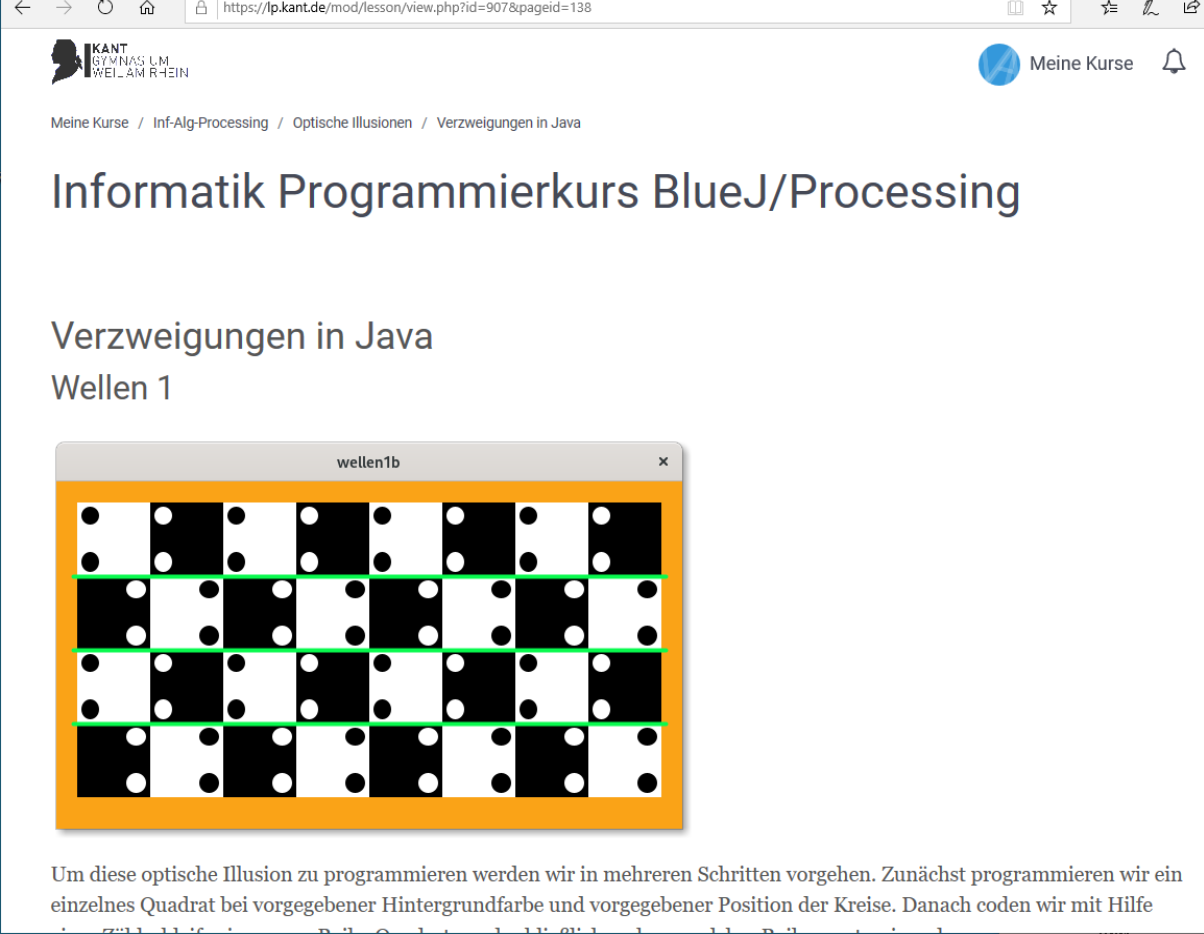 https://lp.kant.de/mod/lesson/view.php?id=907&pageid=138
KANT
GYMNASIUM
WEIL AM RHEIN
Meine Kurse
Meine Kurse / Inf-Alg-Processing / Optische Illusionen / Verzweigungen in Java
Informatik Programmierkurs BlueJ/Processing
Verzweigungen in Java
Wellen 1
wellen1b
Um diese optische Illusion zu programmieren werden wir in mehreren Schritten vorgehen. Zunächst programmieren wir ein
einzelnes Quadrat bei vorgegebener Hintergrundfarbe und vorgegebener Position der Kreise. Danach coden wir mit Hilfe